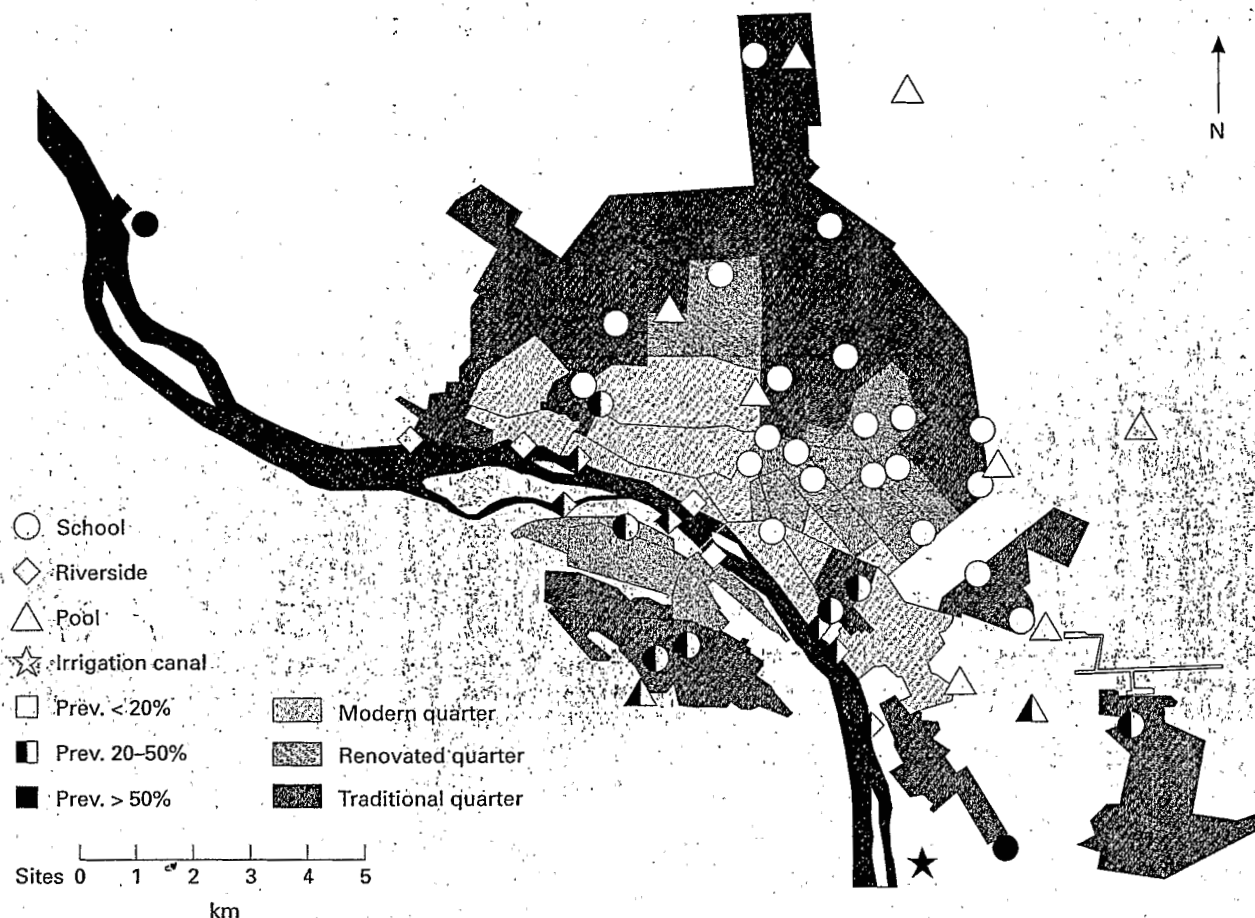 N
School
Riverside
Pool
Irrigation canal
Prev. < 20%
Prev. 20–50%
Prev. > 50%
Modern quarter
Renovated quarter
Traditional quarter
Sites 0 1 2 3 4 5
km